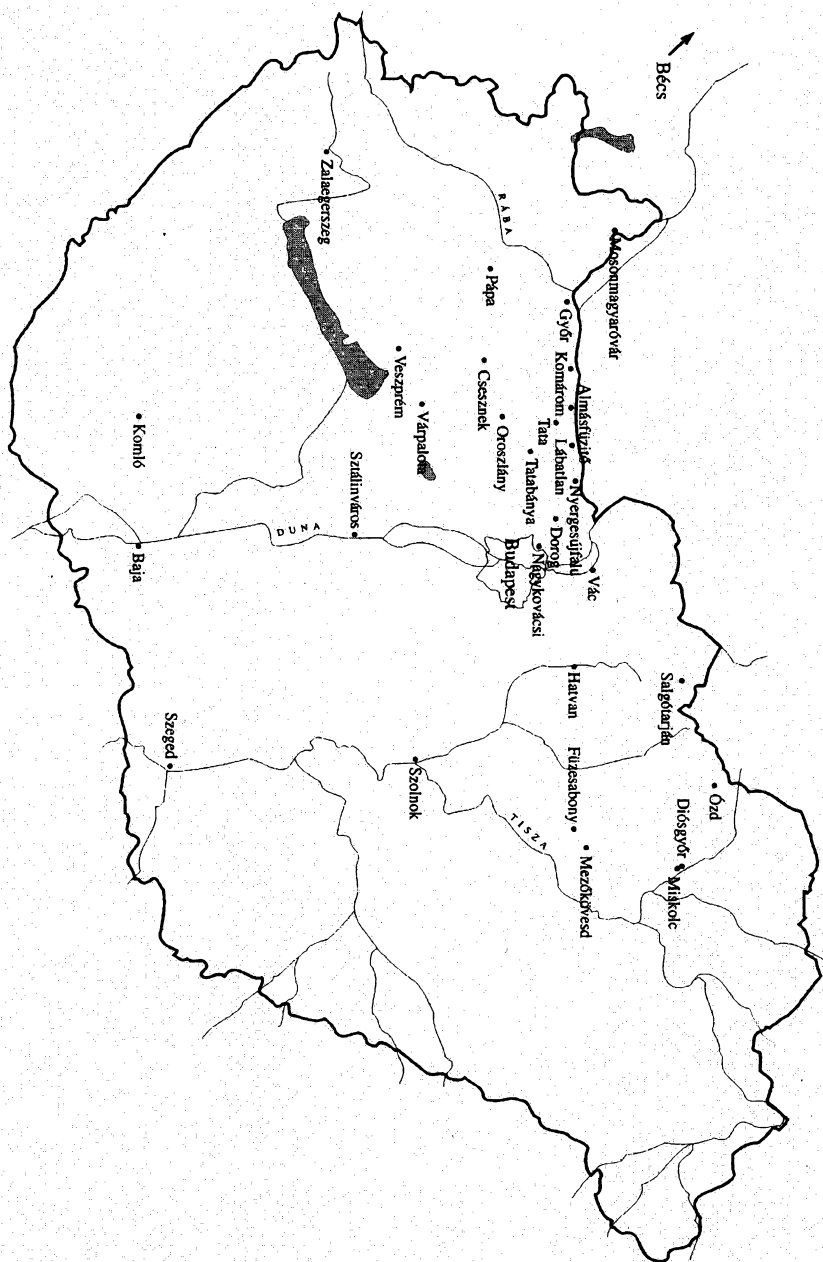 Bécs
Mosonmagyaróvár
RÁBA
Győr
Komárom
Almásfüzitő
Tata
Lábatlan
Nyergesújfalu
Tatabánya
Dorog
Nagykovácsi
Budapest
Vác
Pápa
Csesznek
Oroszlány
Veszprém
Várpalota
Zalaegerszeg
Sztálinváros
DUNA
Komló
Baja
Salgótarján
Hatvan
Ózd
Diósgyőr
Miskolc
Füzesabony
Mezőkövesd
TISZA
Szolnok
Szeged